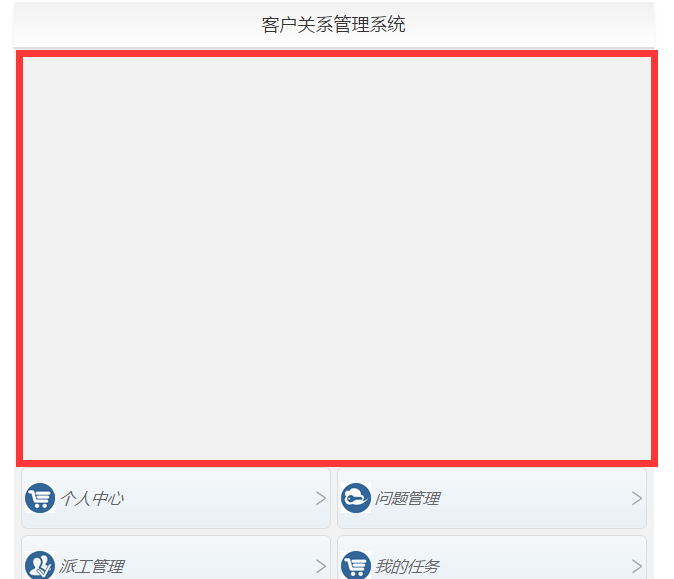 客户关系管理系统
个人中心
问题管理
派工管理
我的任务